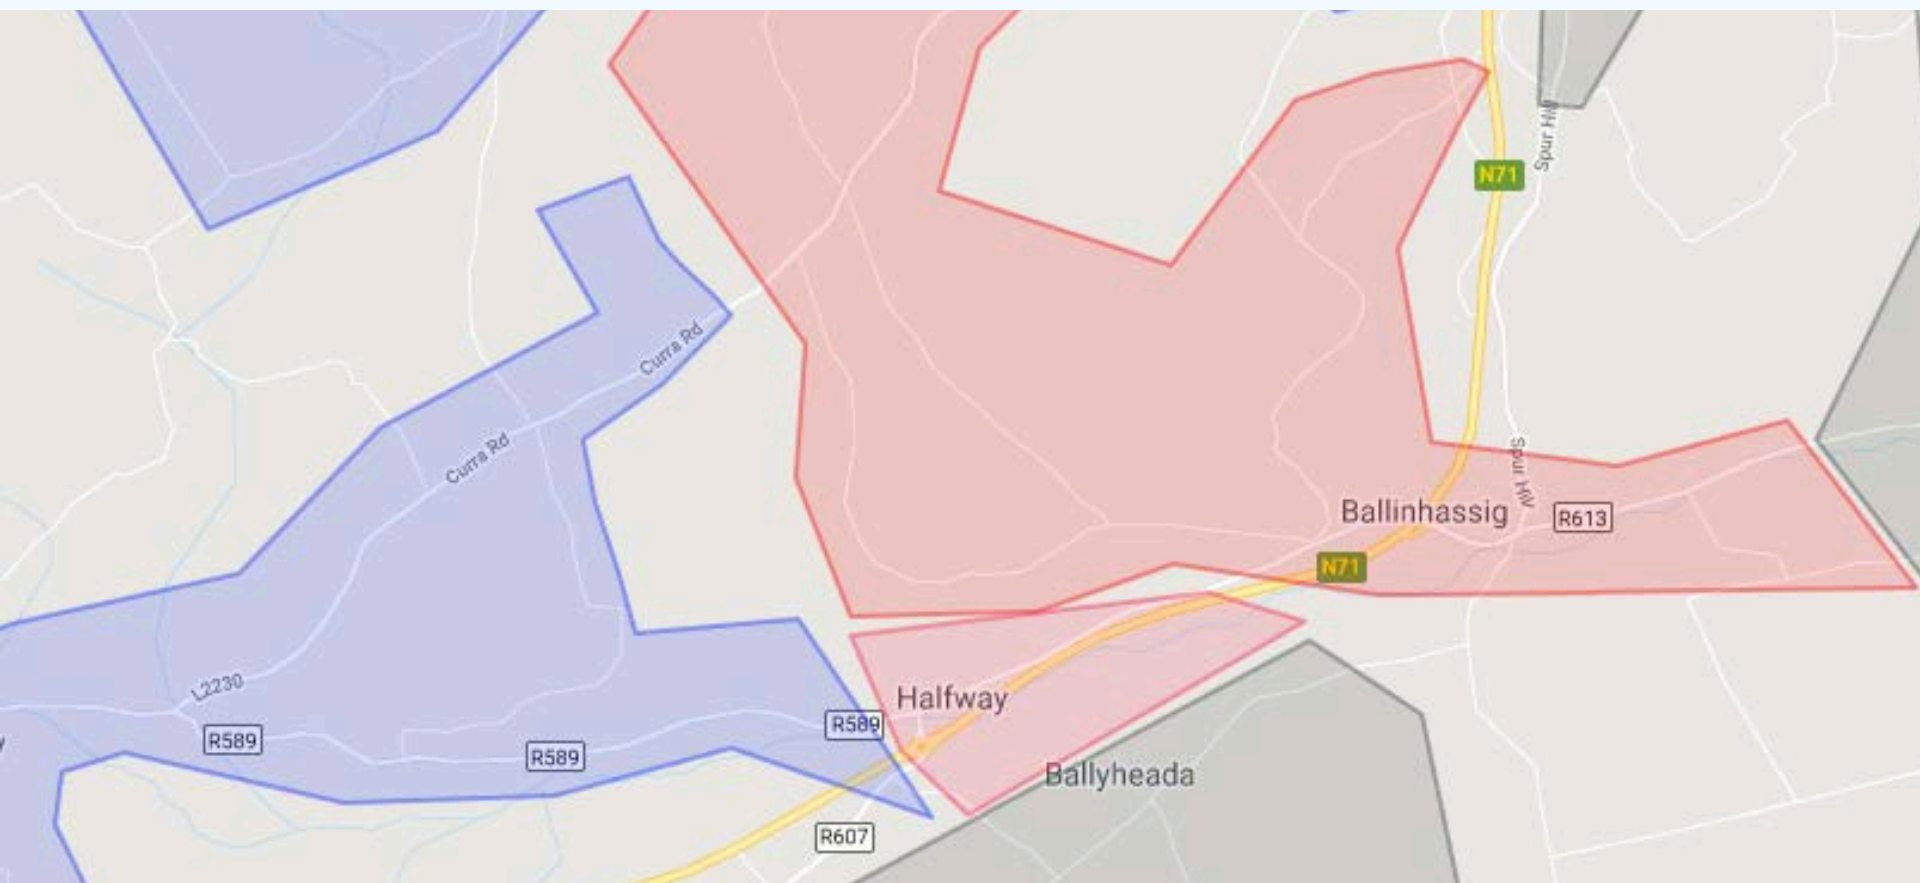 N71
Spur Hill
Curra Rd
Curra Rd
Spur Hill
Ballinhassig
R613
N71
L2230
Halfway
R589
R589
R589
Ballyheada
R607
y